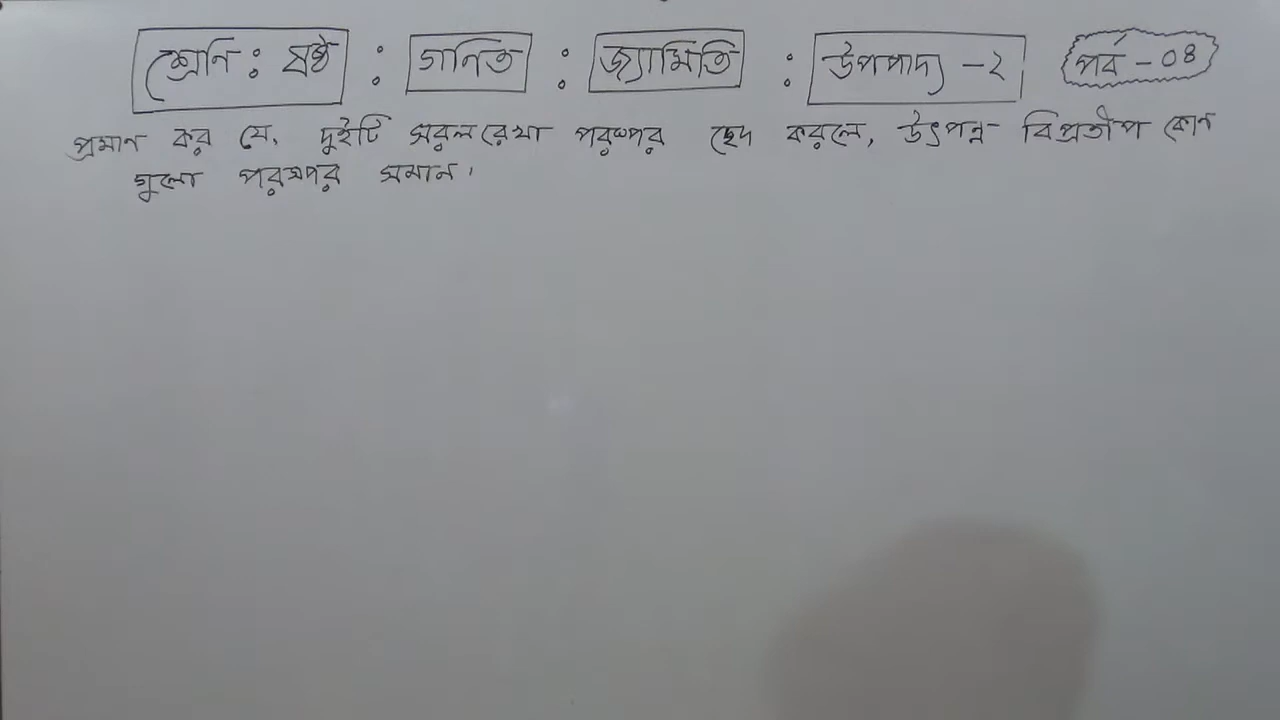 শ্রেনি : ষষ্ঠ : গনিত : জ্যামিতি : উপপাদ্য -২ পর্ব - ০৪
প্রমান কর যে, দুইটি সরলরেখা পরস্পর ছেদ করলে, উৎপন্ন বিপ্রতীপ কোন
গুলো পরস্পর সমান।